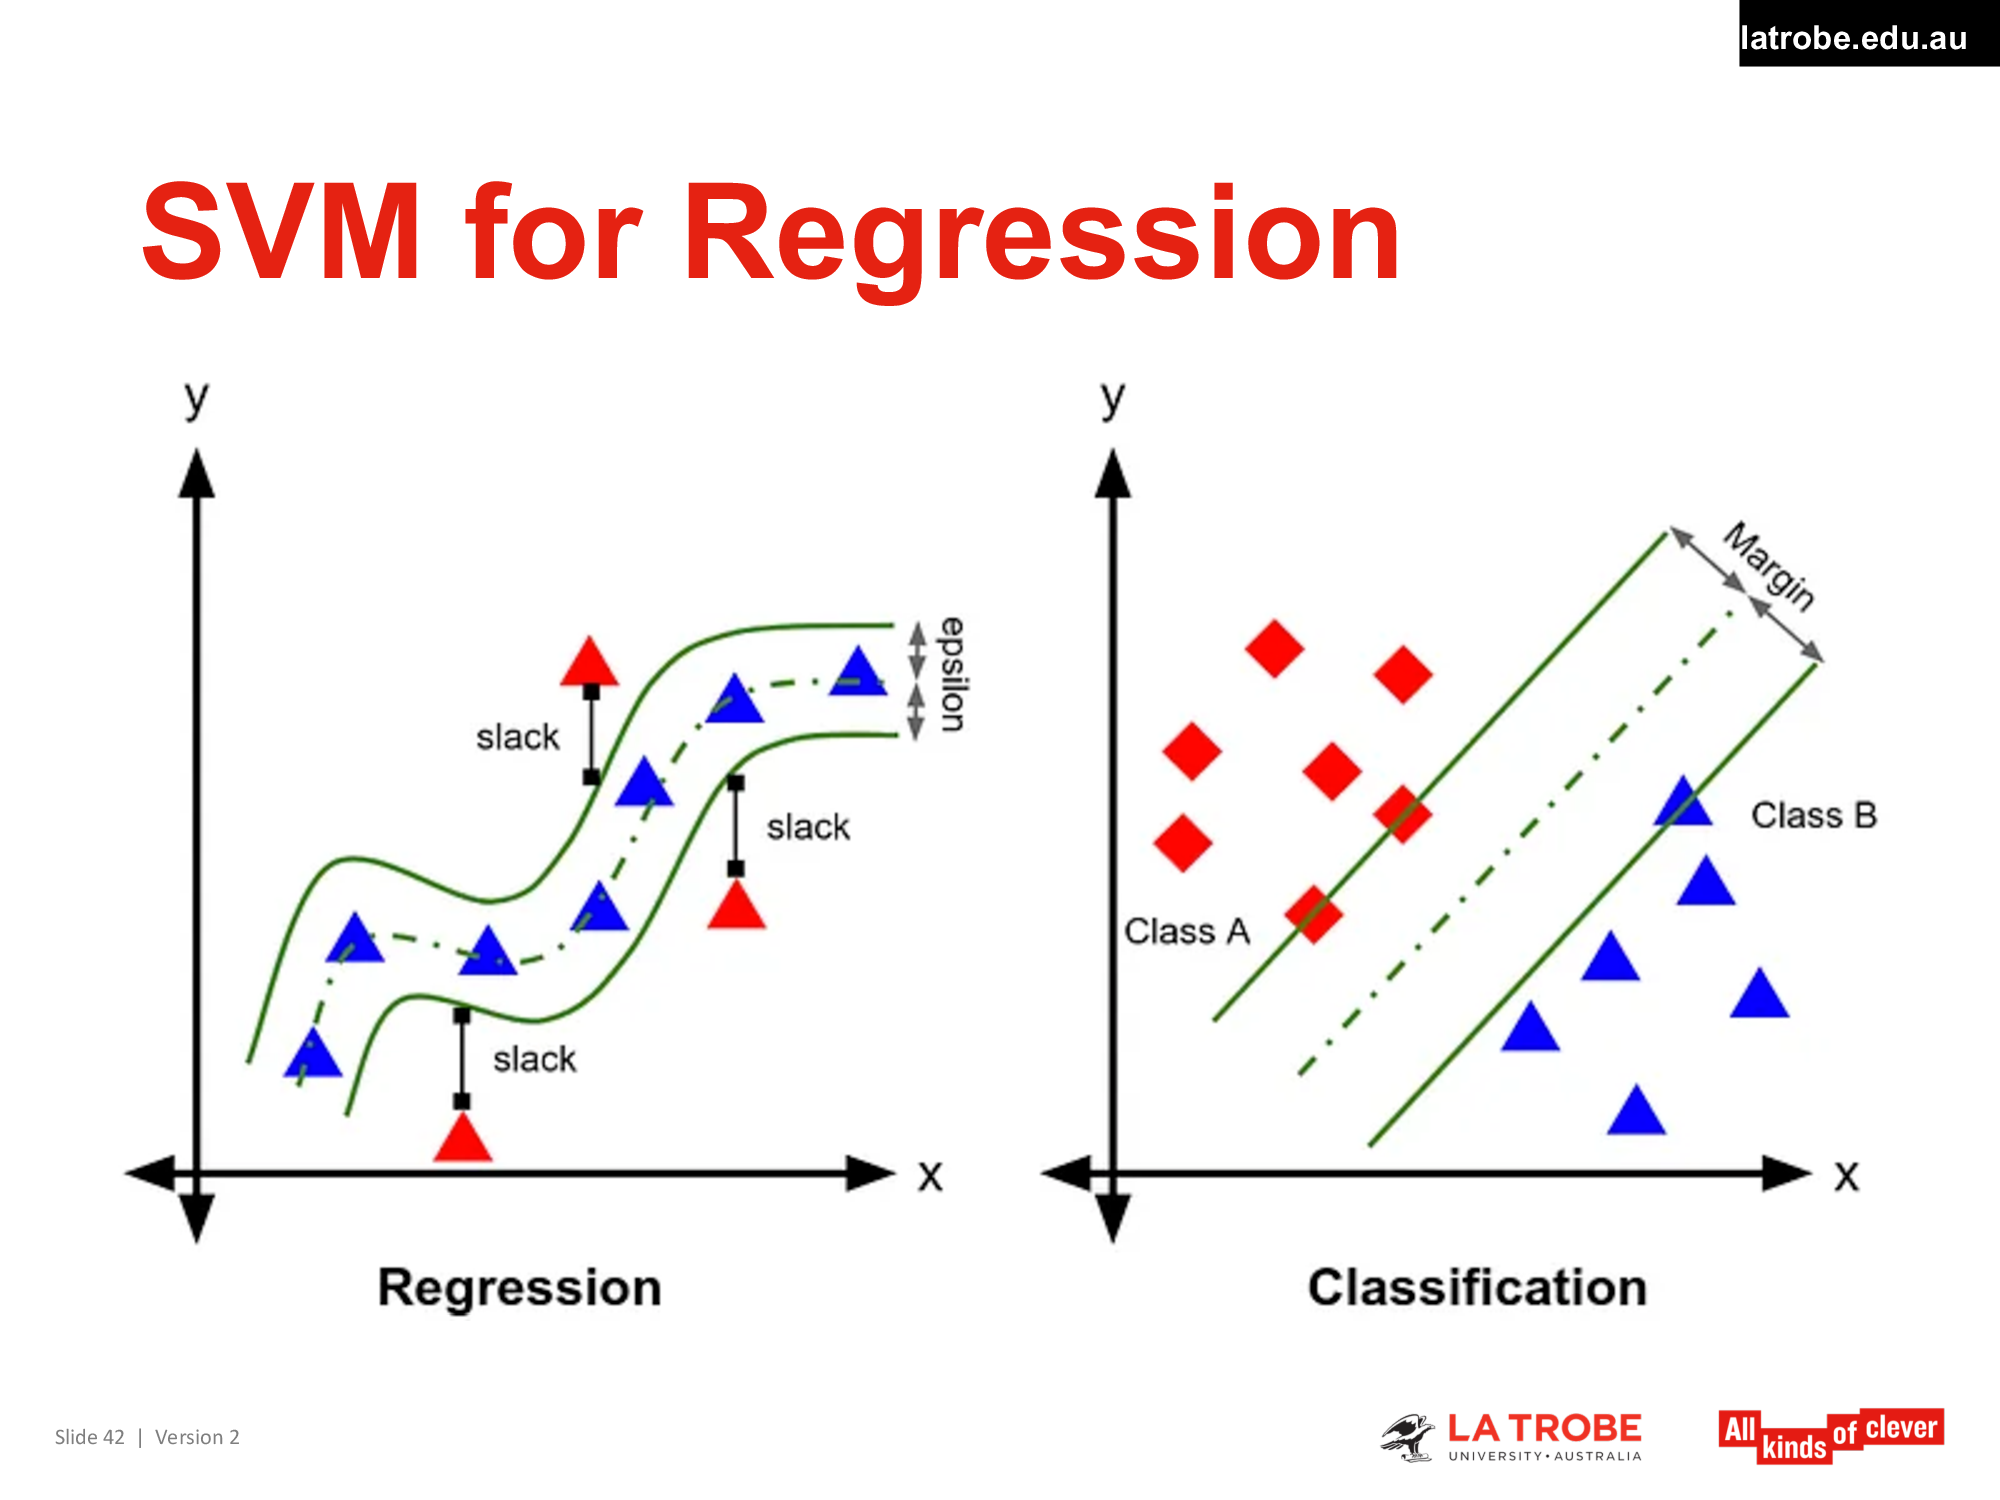 latrobe.edu.au
SVM for Regression
y
slack
epsilon
slack
slack
x
Regression
y
Margin
Class B
Class A
x
Classification
Slide 42 | Version 2
LA TROBE
UNIVERSITY • AUSTRALIA
All kinds of clever